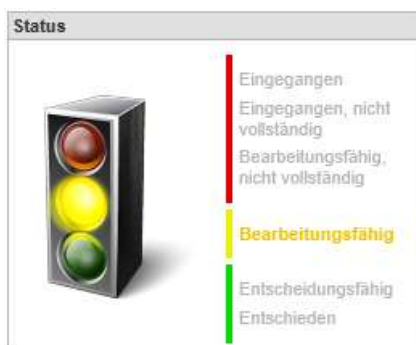 Status
Eingegangen
Eingegangen, nicht
vollständig
Bearbeitungsfähig,
nicht vollständig
Bearbeitungsfähig
Entscheidungsfähig
Entschieden